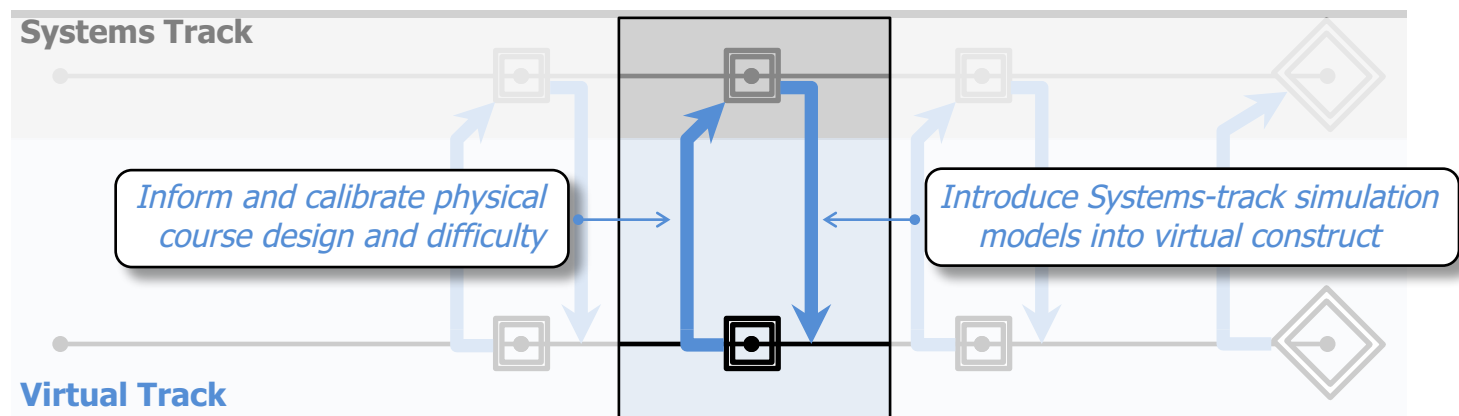 Systems Track
Inform and calibrate physical
course design and difficulty
Introduce Systems-track simulation
models into virtual construct
Virtual Track